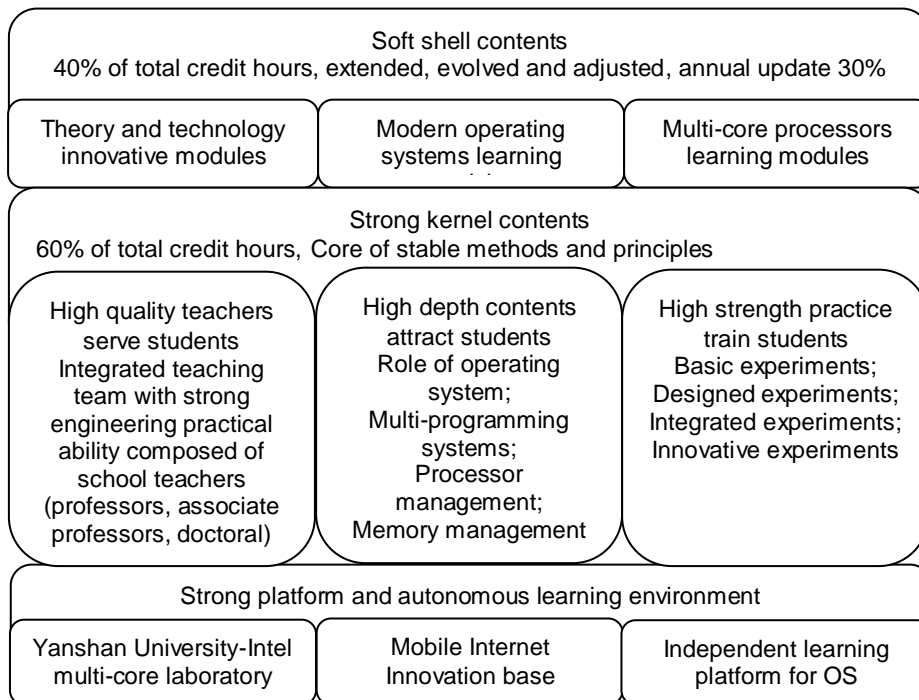 Soft shell contents
40% of total credit hours, extended, evolved and adjusted, annual update 30%
Theory and technology
innovative modules
Modern operating
systems learning
Multi-core processors
learning modules
Strong kernel contents
60% of total credit hours, Core of stable methods and principles
High quality teachers
serve students
Integrated teaching
team with strong
engineering practical
ability composed of
school teachers
(professors, associate
professors, doctoral)
High depth contents
attract students
Role of operating
system;
Multi-programming
systems;
Processor
management;
Memory management
High strength practice
train students
Basic experiments;
Designed experiments;
Integrated experiments;
Innovative experiments
Strong platform and autonomous learning environment
Yanshan University-Intel
multi-core laboratory
Mobile Internet
Innovation base
Independent learning
platform for OS